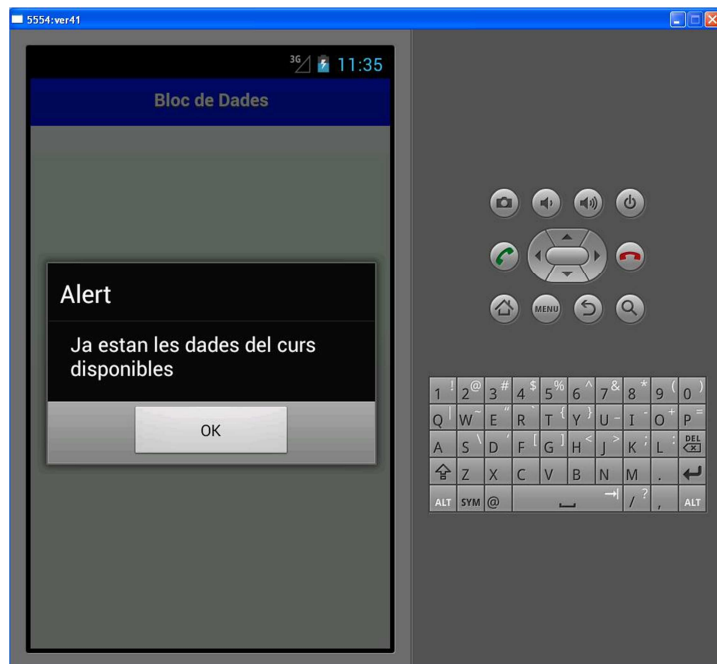 5554:ver41
3G 11:35
Bloc de Dades
Alert
Ja estan les dades del curs
disponibles
OK
MENU
1 ! 2 @ 3 # 4 $ 5 % 6 ^ 7 & 8 * 9 ( 0 )
Q | W ~ E " R ` T { Y } U _ I - O + P =
A S \ D ' F [ G ] H < J > K ; L : DEL
Z X C V B N M .
ALT SYM @ / ? , ALT